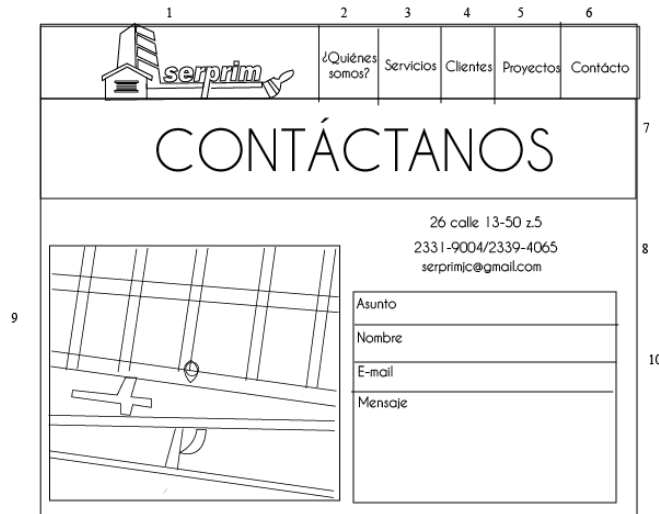 1 2 3 4 5 6
serprim
¿Quiénes
somos?
Servicios
Clientes
Proyectos
Contácto
7
CONTÁCTANOS
26 calle 13-50 z.5
2331-9004/2339-4065
8
serprimjc@gmail.com
Asunto
9
Nombre
10
E-mail
Mensaje